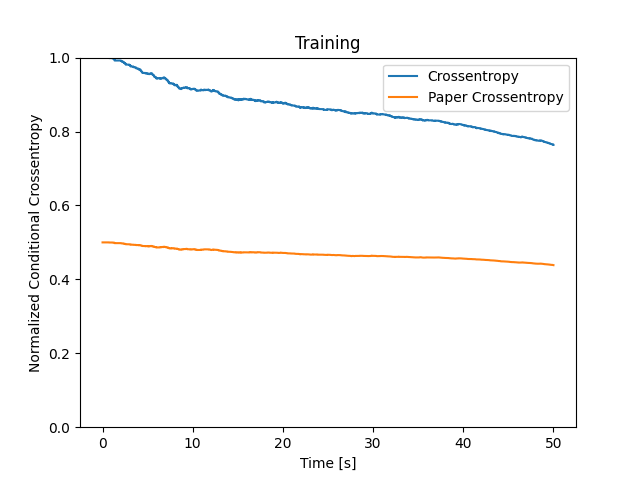 Training
Normalized Conditional Crossentropy
1.0
0.8
0.6
0.4
0.2
0.0
Crossentropy
Paper Crossentropy
0
10
20
30
40
50
Time [s]